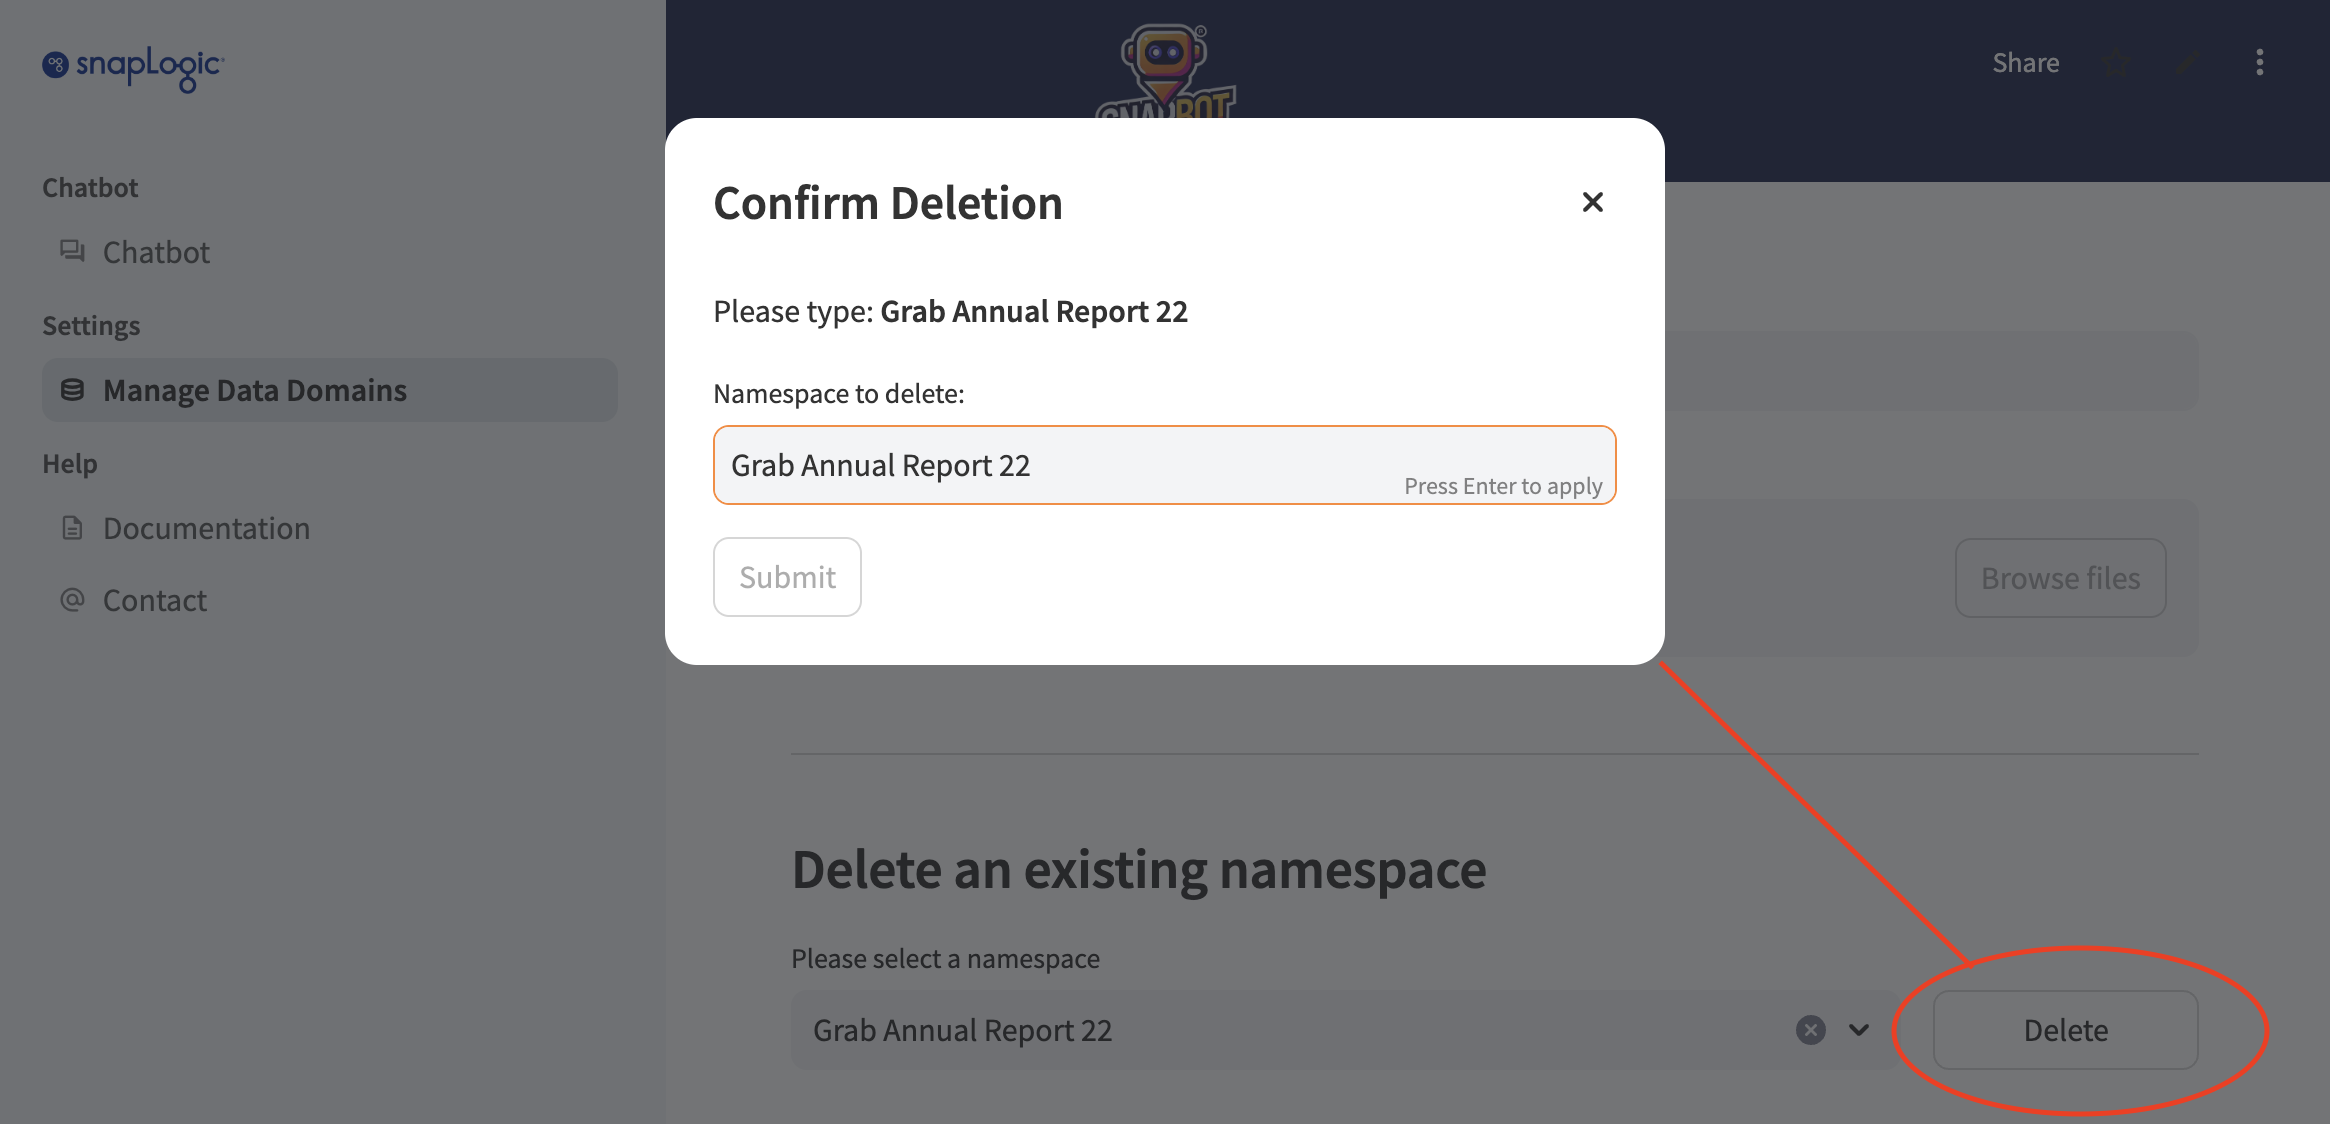 snapLogic
Share
Chatbot
Chatbot
Settings
Manage Data Domains
Help
Documentation
Contact
SNAPBOT
Confirm Deletion
Please type: Grab Annual Report 22
Namespace to delete:
Grab Annual Report 22
Press Enter to apply
Submit
Browse files
Delete an existing namespace
Please select a namespace
Grab Annual Report 22
Delete